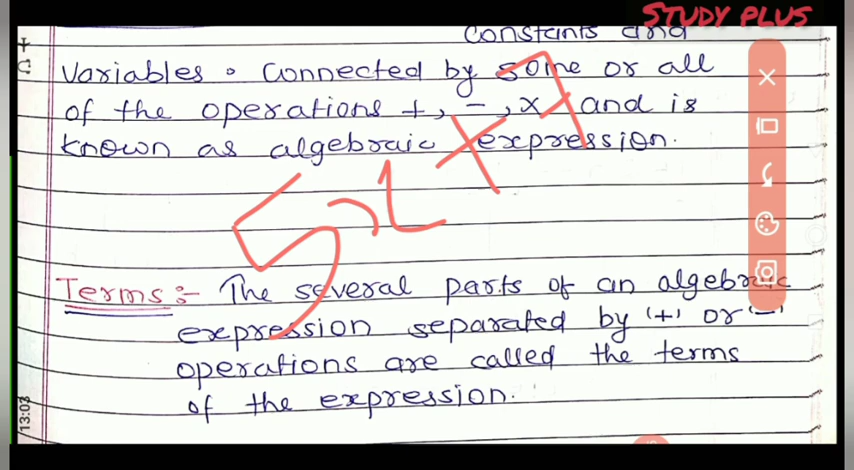 STUDY PLUS
Constants and
Variables. Connected by some or all
of the operations +, -, x, and is
known as algebraic expression.
5x+7
Terms :- The several parts of an algebraic
expression separated by '+' or '-'
operations are called the terms
of the expression.
13:03